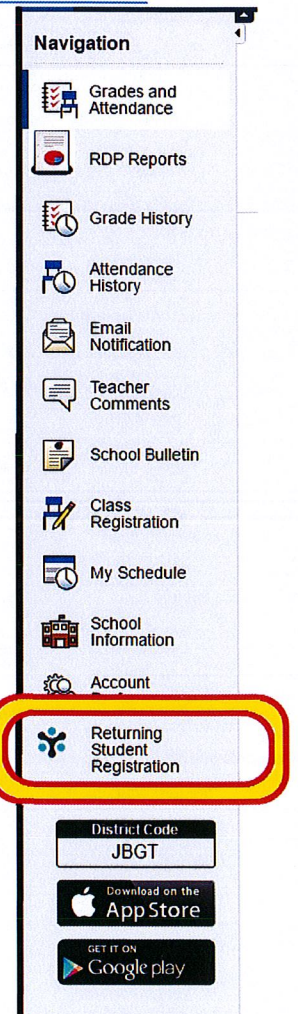 Navigation
Grades and
Attendance
RDP Reports
Grade History
Attendance
History
Email
Notification
Teacher
Comments
School Bulletin
Class
Registration
My Schedule
School
Information
Account
Returning
Student
Registration
District Code
JBGT
Download on the
App Store
GET IT ON
Google play